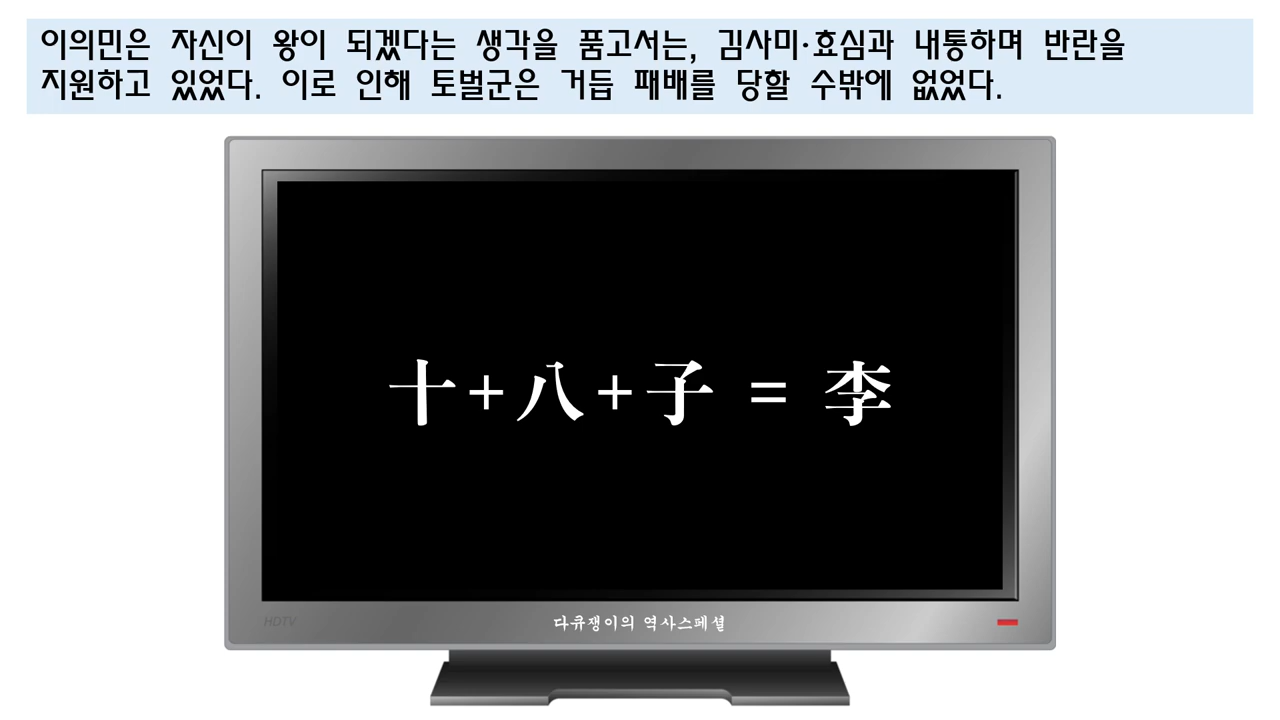 이의민은 자신이 왕이 되겠다는 생각을 품고서는, 김사미·효심과 내통하며 반란을
지원하고 있었다. 이로 인해 토벌군은 거듭 패배를 당할 수밖에 없었다.
十+八+子 = 李
HDTV
다큐쟁이의 역사스페셜